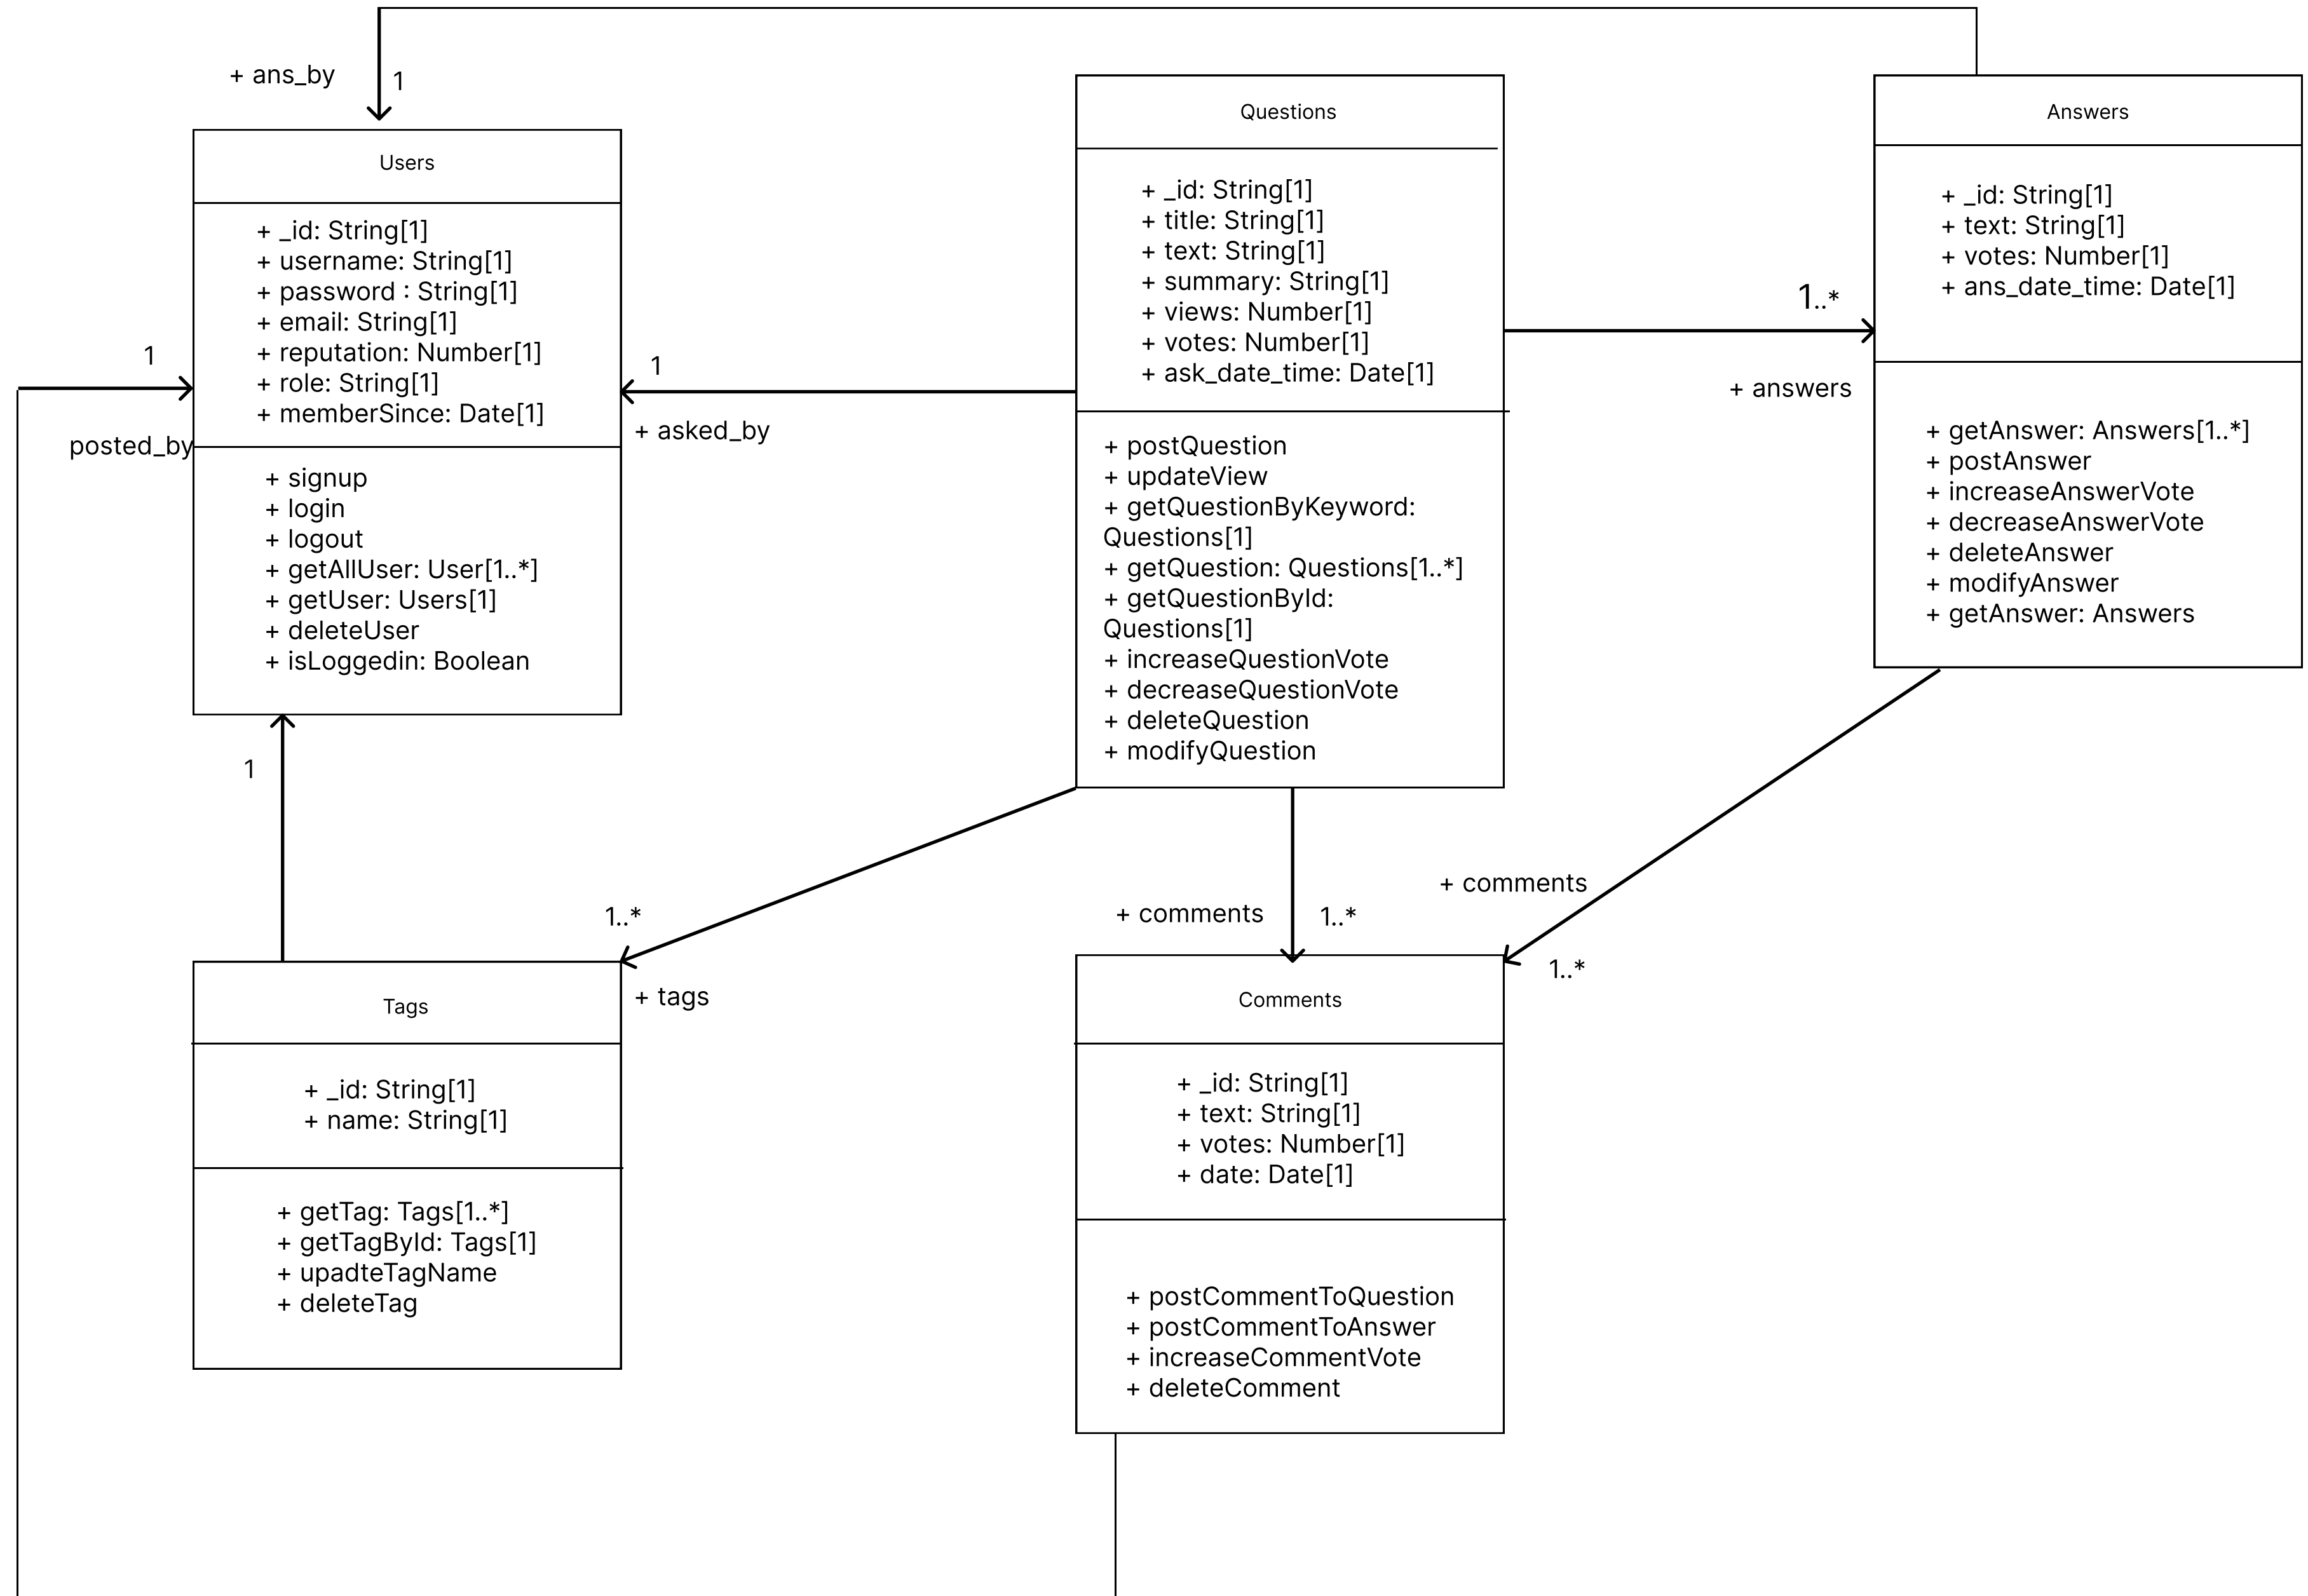 + ans_by
1
Users
+ _id: String[1]
+ username: String[1]
+ password : String[1]
+ email: String[1]
+ reputation: Number[1]
+ role: String[1]
+ memberSince: Date[1]
+ signup
+ login
+ logout
+ getAllUser: User[1..*]
+ getUser: Users[1]
+ deleteUser
+ isLoggedin: Boolean
1
posted_by
1
+ asked_by
Questions
+ _id: String[1]
+ title: String[1]
+ text: String[1]
+ summary: String[1]
+ views: Number[1]
+ votes: Number[1]
+ ask_date_time: Date[1]
+ postQuestion
+ updateView
+ getQuestionByKeyword:
Questions[1]
+ getQuestion: Questions[1..*]
+ getQuestionById:
Questions[1]
+ increaseQuestionVote
+ decreaseQuestionVote
+ deleteQuestion
+ modifyQuestion
1..*
+ answers
Answers
+ _id: String[1]
+ text: String[1]
+ votes: Number[1]
+ ans_date_time: Date[1]
+ getAnswer: Answers[1..*]
+ postAnswer
+ increaseAnswerVote
+ decreaseAnswerVote
+ deleteAnswer
+ modifyAnswer
+ getAnswer: Answers
1
1..*
+ tags
+ comments
1..*
+ comments
1..*
Tags
+ _id: String[1]
+ name: String[1]
+ getTag: Tags[1..*]
+ getTagById: Tags[1]
+ upadteTagName
+ deleteTag
Comments
+ _id: String[1]
+ text: String[1]
+ votes: Number[1]
+ date: Date[1]
+ postCommentToQuestion
+ postCommentToAnswer
+ increaseCommentVote
+ deleteComment